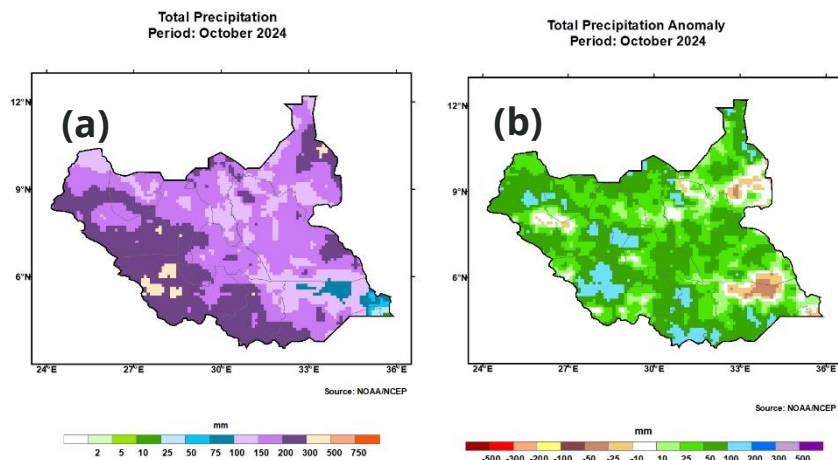 Total Precipitation
Period: October 2024
(a)
12°N
9°N
6°N
24°E 27°E 30°E 33°E 36°E
Source: NOAA/NCEP
mm
2 5 10 25 50 75 100 150 200 300 500 750
Total Precipitation Anomaly
Period: October 2024
(b)
12°N
9°N
6°N
24°E 27°E 30°E 33°E 36°E
Source: NOAA/NCEP
mm
-500 -300 -200 -100 -50 -25 -10 10 25 50 100 200 300 500